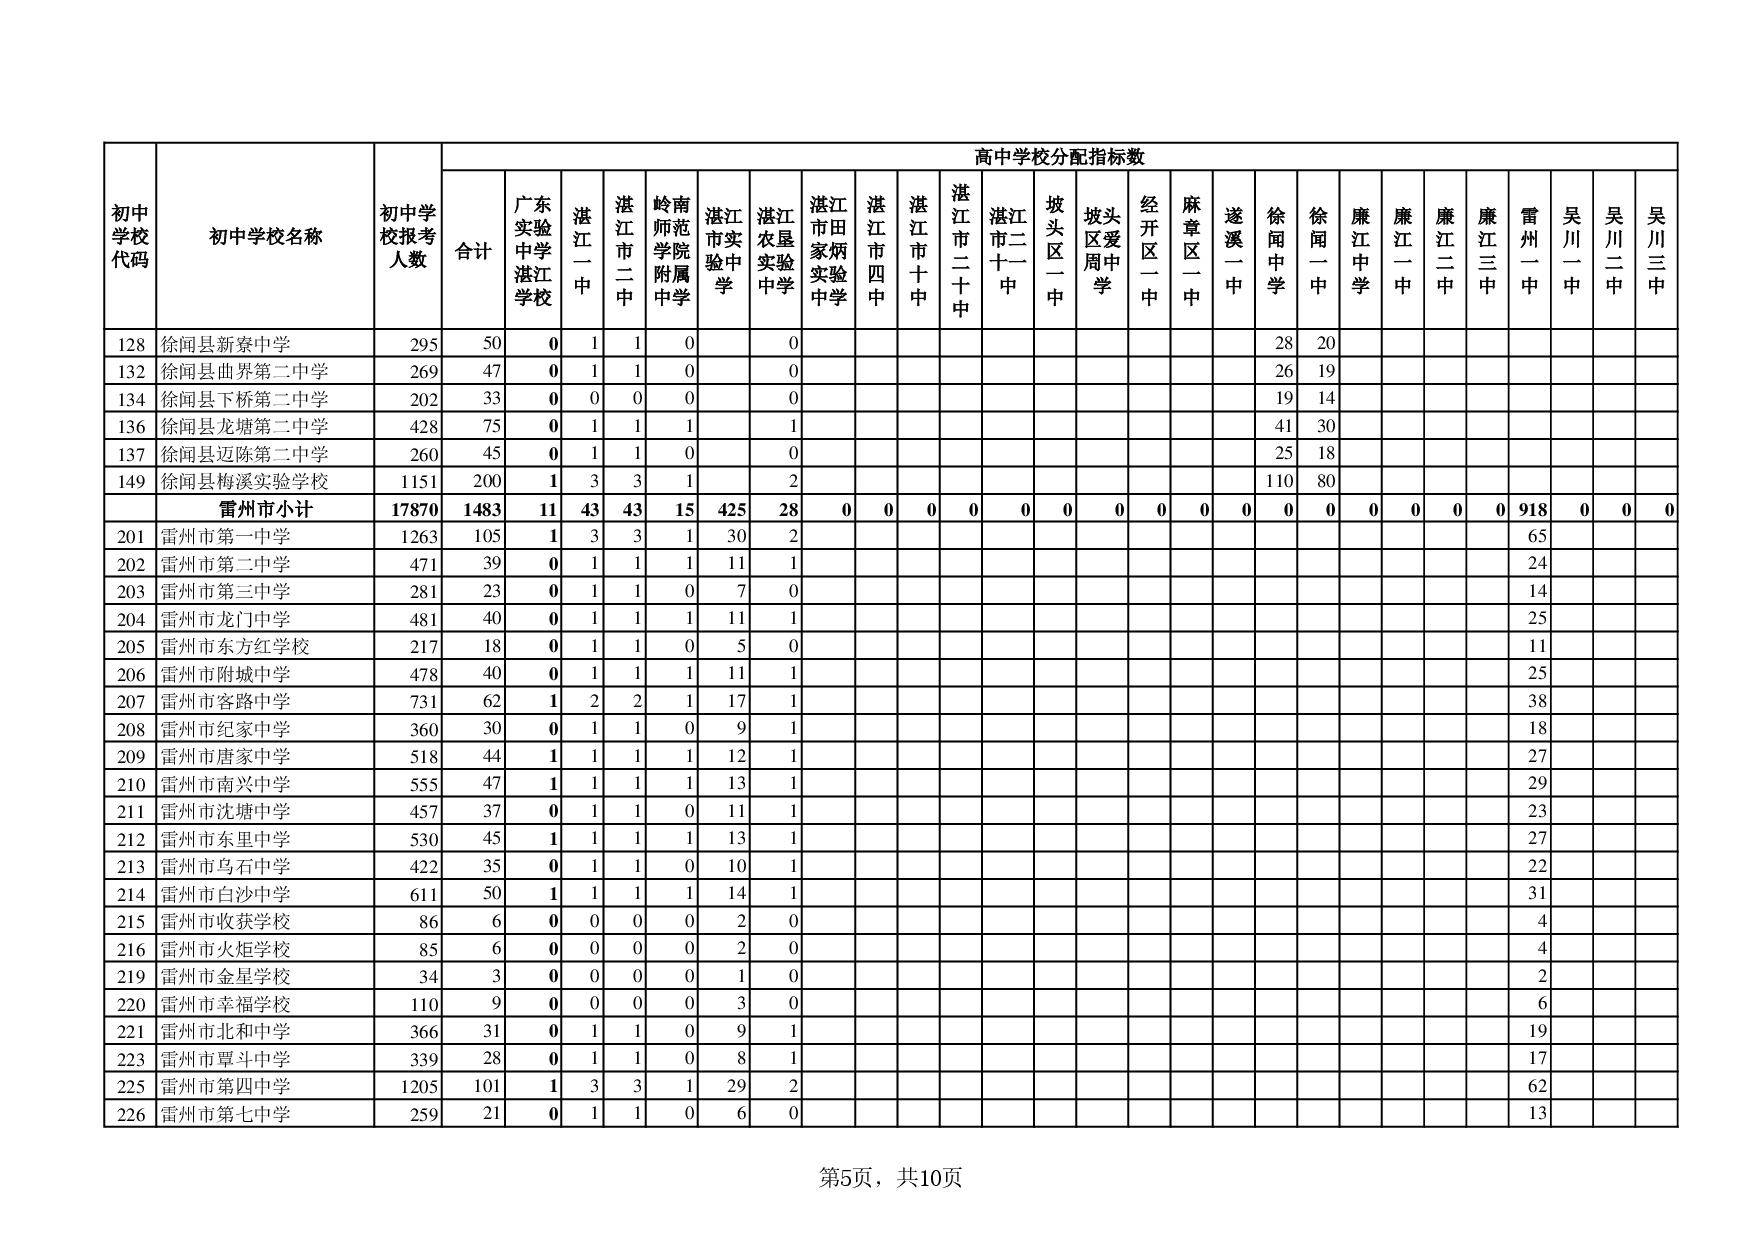 高中学校分配指标数
初中学校代码 初中学校名称 初中学校报考人数 合计 广东实验中学湛江学校 湛江一中 湛江市二中 岭南师范学院附属中学 湛江市实验中学 湛江农垦实验中学 湛江市田家炳实验中学 湛江市四中 湛江市十中 湛江市二十中 湛江市二十一中 坡头区一中 坡头区爱周中学 经开区一中 麻章区一中 遂溪一中 徐闻中学 徐闻一中 廉江中学 廉江一中 廉江二中 廉江三中 雷州一中 吴川一中 吴川二中 吴川三中
128 徐闻县新寮中学 295 50 0 1 1 0 0 28 20
132 徐闻县曲界第二中学 269 47 0 1 1 0 0 26 19
134 徐闻县下桥第二中学 202 33 0 0 0 0 0 19 14
136 徐闻县龙塘第二中学 428 75 0 1 1 1 1 41 30
137 徐闻县迈陈第二中学 260 45 0 1 1 0 0 25 18
149 徐闻县梅溪实验学校 1151 200 1 3 3 1 2 110 80
雷州市小计 17870 1483 11 43 43 15 425 28 0 0 0 0 0 0 0 0 0 0 0 0 0 0 0 0 918 0 0 0
201 雷州市第一中学 1263 105 1 3 3 1 30 2 65
202 雷州市第二中学 471 39 0 1 1 1 11 1 24
203 雷州市第三中学 281 23 0 1 1 0 7 0 14
204 雷州市龙门中学 481 40 0 1 1 1 11 1 25
205 雷州市东方红学校 217 18 0 1 1 0 5 0 11
206 雷州市附城中学 478 40 0 1 1 1 11 1 25
207 雷州市客路中学 731 62 1 2 2 1 17 1 38
208 雷州市纪家中学 360 30 0 1 1 0 9 1 18
209 雷州市唐家中学 518 44 1 1 1 1 12 1 27
210 雷州市南兴中学 555 47 1 1 1 1 13 1 29
211 雷州市沈塘中学 457 37 0 1 1 0 11 1 23
212 雷州市东里中学 530 45 1 1 1 1 13 1 27
213 雷州市乌石中学 422 35 0 1 1 0 10 1 22
214 雷州市白沙中学 611 50 1 1 1 1 14 1 31
215 雷州市收获学校 86 6 0 0 0 0 2 0 4
216 雷州市火炬学校 85 6 0 0 0 0 2 0 4
219 雷州市金星学校 34 3 0 0 0 0 1 0 2
220 雷州市幸福学校 110 9 0 0 0 0 3 0 6
221 雷州市北和中学 366 31 0 1 1 0 9 1 19
223 雷州市覃斗中学 339 28 0 1 1 0 8 1 17
225 雷州市第四中学 1205 101 1 3 3 1 29 2 62
226 雷州市第七中学 259 21 0 1 1 0 6 0 13
第5页，共10页